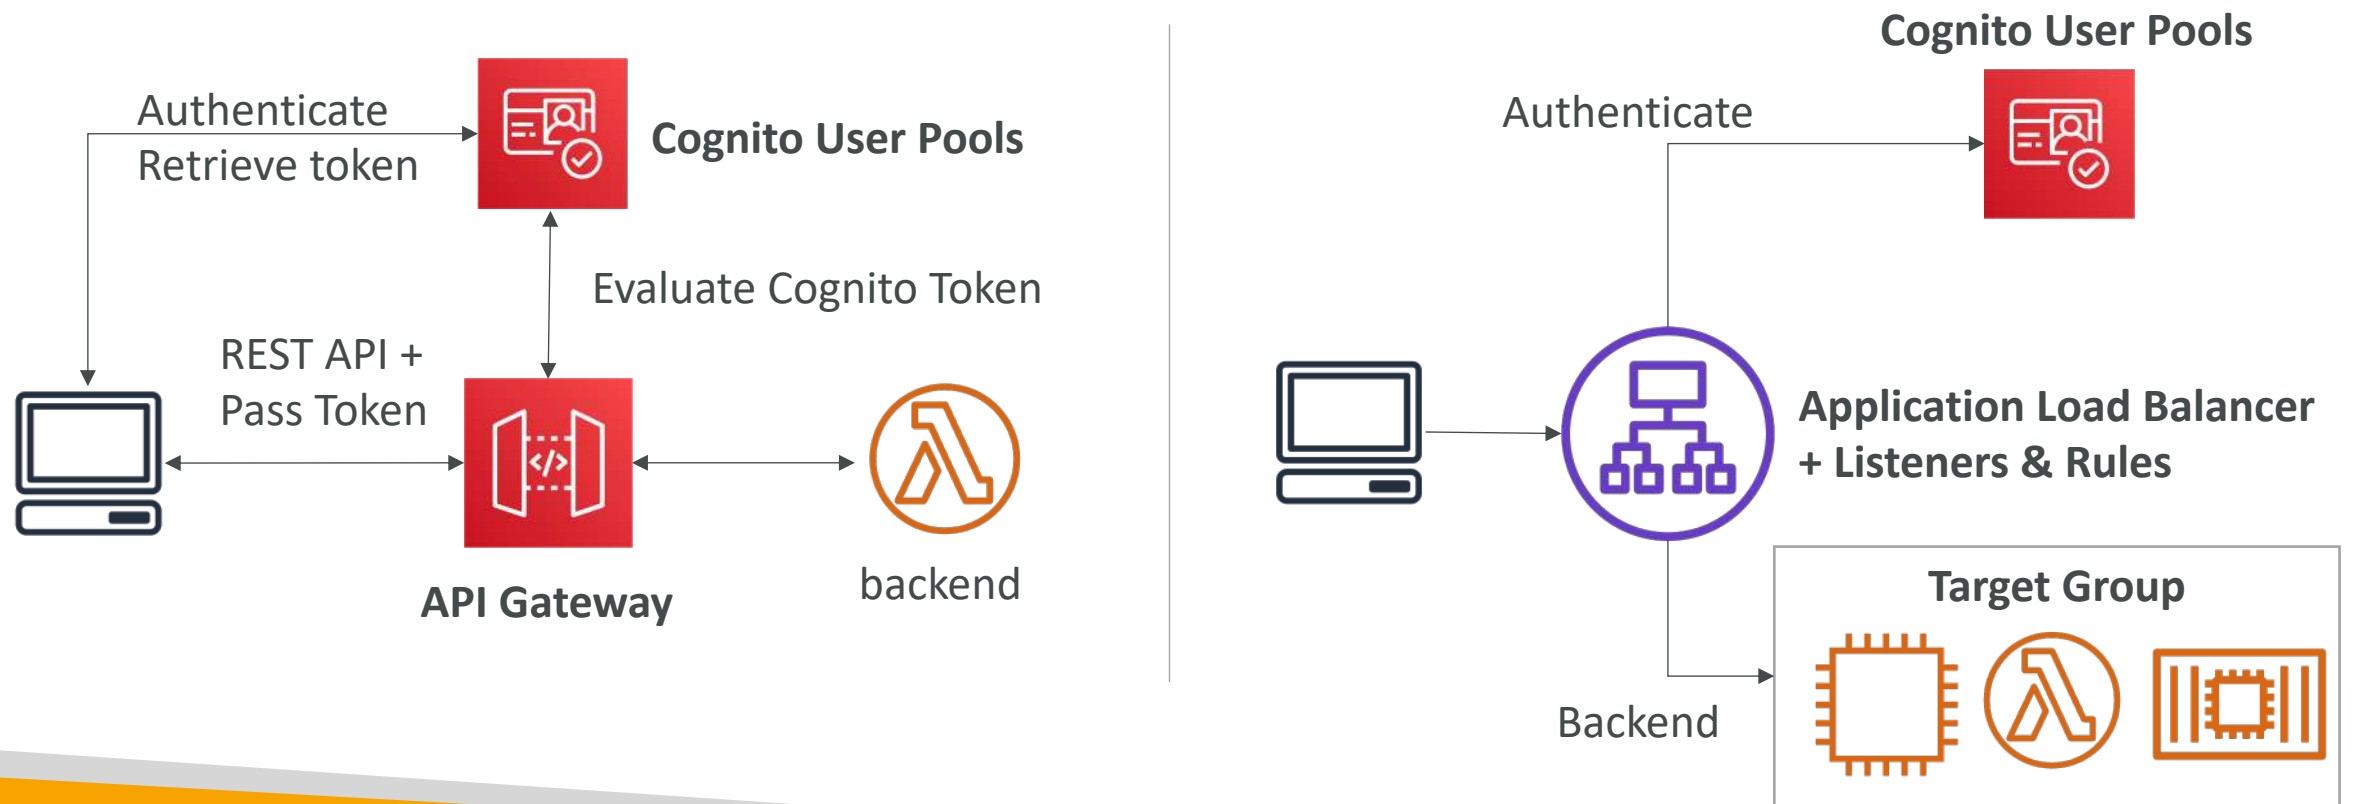 Authenticate
Retrieve token
Cognito User Pools
Evaluate Cognito Token
REST API +
Pass Token
API Gateway
backend
Cognito User Pools
Authenticate
Application Load Balancer
+ Listeners & Rules
Target Group
Backend